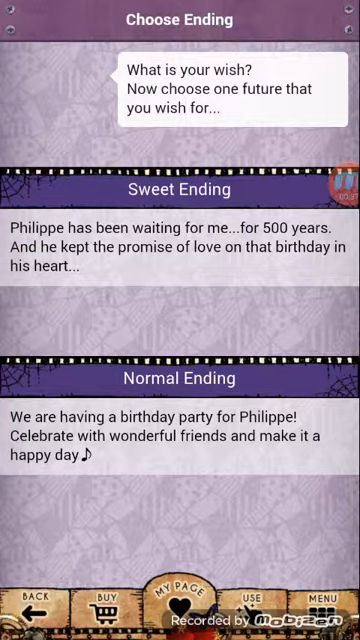 Choose Ending
What is your wish?
Now choose one future that
you wish for...
Sweet Ending
Philippe has been waiting for me...for 500 years.
And he kept the promise of love on that birthday in
his heart...
Normal Ending
We are having a birthday party for Philippe!
Celebrate with wonderful friends and make it a
happy day♪
BACK
BUY
MY PAGE
USE
MENU
Recorded by mobizen